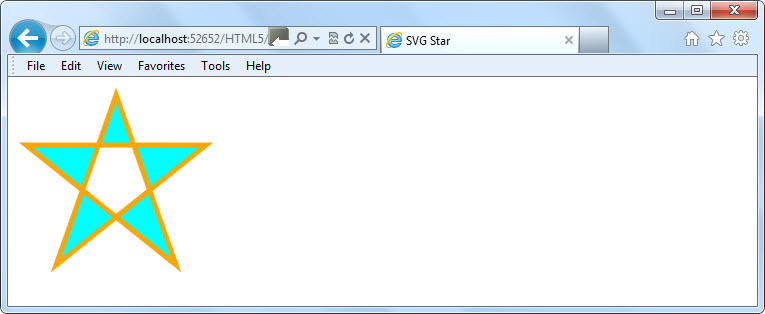 http://localhost:52652/HTML5/
SVG Star
File Edit View Favorites Tools Help